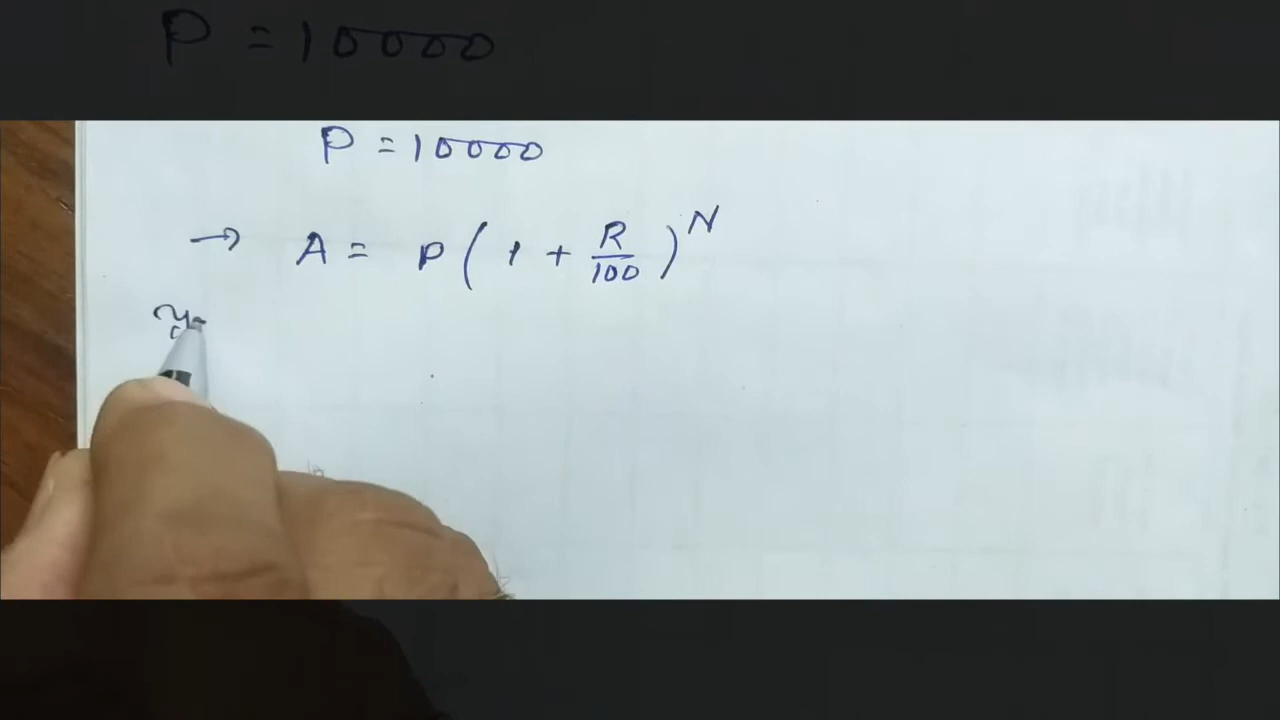 P = 10000
P = 10000
→ A = P ( 1 + R/100 )^N